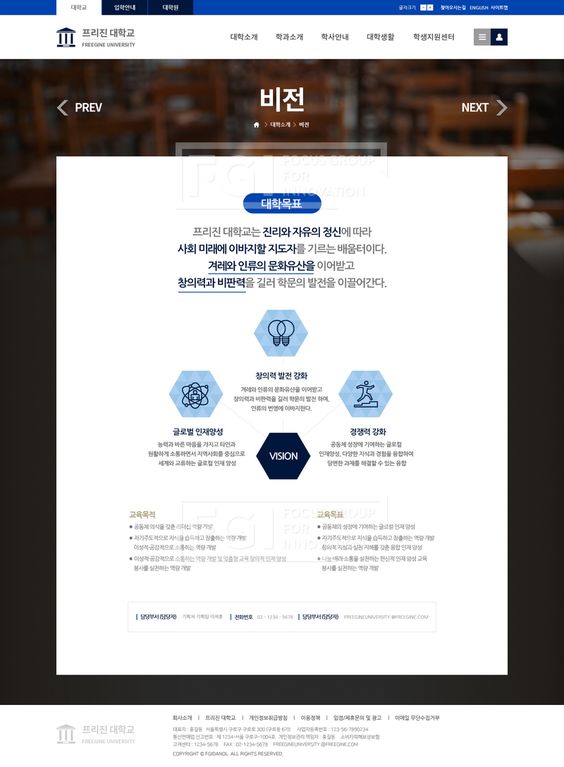 대학교 입학안내 대학원
글자크기 찾아오시는길 ENGLISH 사이트맵
프리진 대학교
FREEGINE UNIVERSITY
대학소개 학과소개 학사안내 대학생활 학생지원센터
비전
PREV
NEXT
대학소개 > 비전
FGI FOCUS GROUP
FOR
INNOVATION
대학목표
프리진 대학교는 진리와 자유의 정신에 따라
사회 미래에 이바지할 지도자를 기르는 배움터이다.
겨레와 인류의 문화유산을 이어받고
창의력과 비판력을 길러 학문의 발전을 이끌어간다.
창의력 발전 강화
겨레와 인류의 문화유산을 이어받고
창의력과 비판력을 길러 학문의 발전 하며,
인류의 번영에 이바지한다.
글로벌 인재양성
능력과 바른 마음을 가지고 타인과
원활하게 소통하면서 지역사회를 중심으로
세계와 교류하는 글로벌 인재 양성
경쟁력 강화
공동체 성장에 기여하는 글로컬
인재양성, 다양한 지식과 경험을 융합하여
당면한 과제를 해결할 수 있는 융합
VISION
교육목적
공동체 의식을 갖춘 리더십 역량 개발
자기주도적으로 지식을 습득하고 창출하는 역량 개발
이성적·공감적으로 소통하는 역량 개발
이성적·공감적으로 소통하는 역량 개발 및 맞춤형 교육 창의적 인재 양성
봉사를 실천하는 역량 개발
교육목표
공동체의 성장에 기여하는 글로컬 인재 양성
자기주도적으로 지식을 습득하고 창출하는 역량 개발
창의적 지성과 실천 지혜를 갖춘 융합 인재 양성
나눔·배려·소통을 실천하는 헌신적 인재 양성 교육
봉사를 실천하는 역량 개발
FGI FOCUS GROUP
FOR
담당부서(담당자) 기획처 기획팀 이세종 전화번호 02 - 1234 - 5678 담당부서(담당자) FREEGINEUNIVERSITY @FREEGINE.COM
프리진 대학교
FREEGINE UNIVERSITY
회사소개 | 프리진 대학교 | 개인정보취급방침 | 이용정책 | 입점/제휴문의 및 광고 | 이메일 무단수집거부
대표자 : 홍길동 서울특별시 구로구 구로로 300 (구로동 6가) 사업자등록번호 : 123-56-7890234
통신판매업 신고번호 : 제 1234-서울 구로구-1004호 개인정보관리 책임자 : 홍길동 소비자피해보상보험
고객센터 : 1234-5678 FAX : 02-1234-5678 FREEGINEUNIVERSITY @FREEGINE.COM
COPYRIGHT © FGIDANOL. ALL RIGHTS RESERVED.